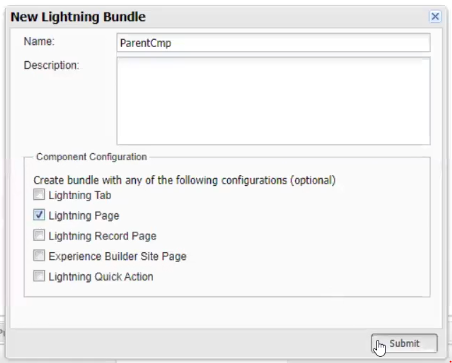 New Lightning Bundle
Name: ParentCmp
Description:
Component Configuration
Create bundle with any of the following configurations (optional)
Lightning Tab
Lightning Page
Lightning Record Page
Experience Builder Site Page
Lightning Quick Action
Submit